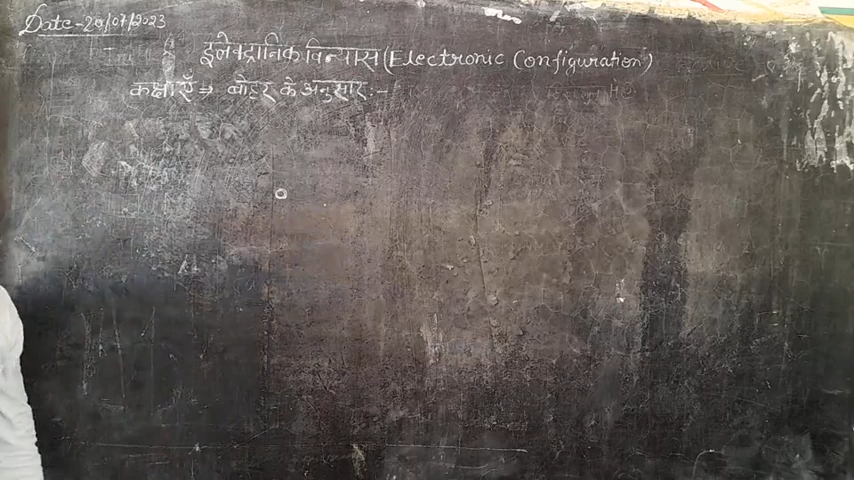 Date-20/07/2023
इलेक्ट्रानिक विन्यास (Electronic Configuration)
कक्षाएँ ⇒ बोहर के अनुसार :-